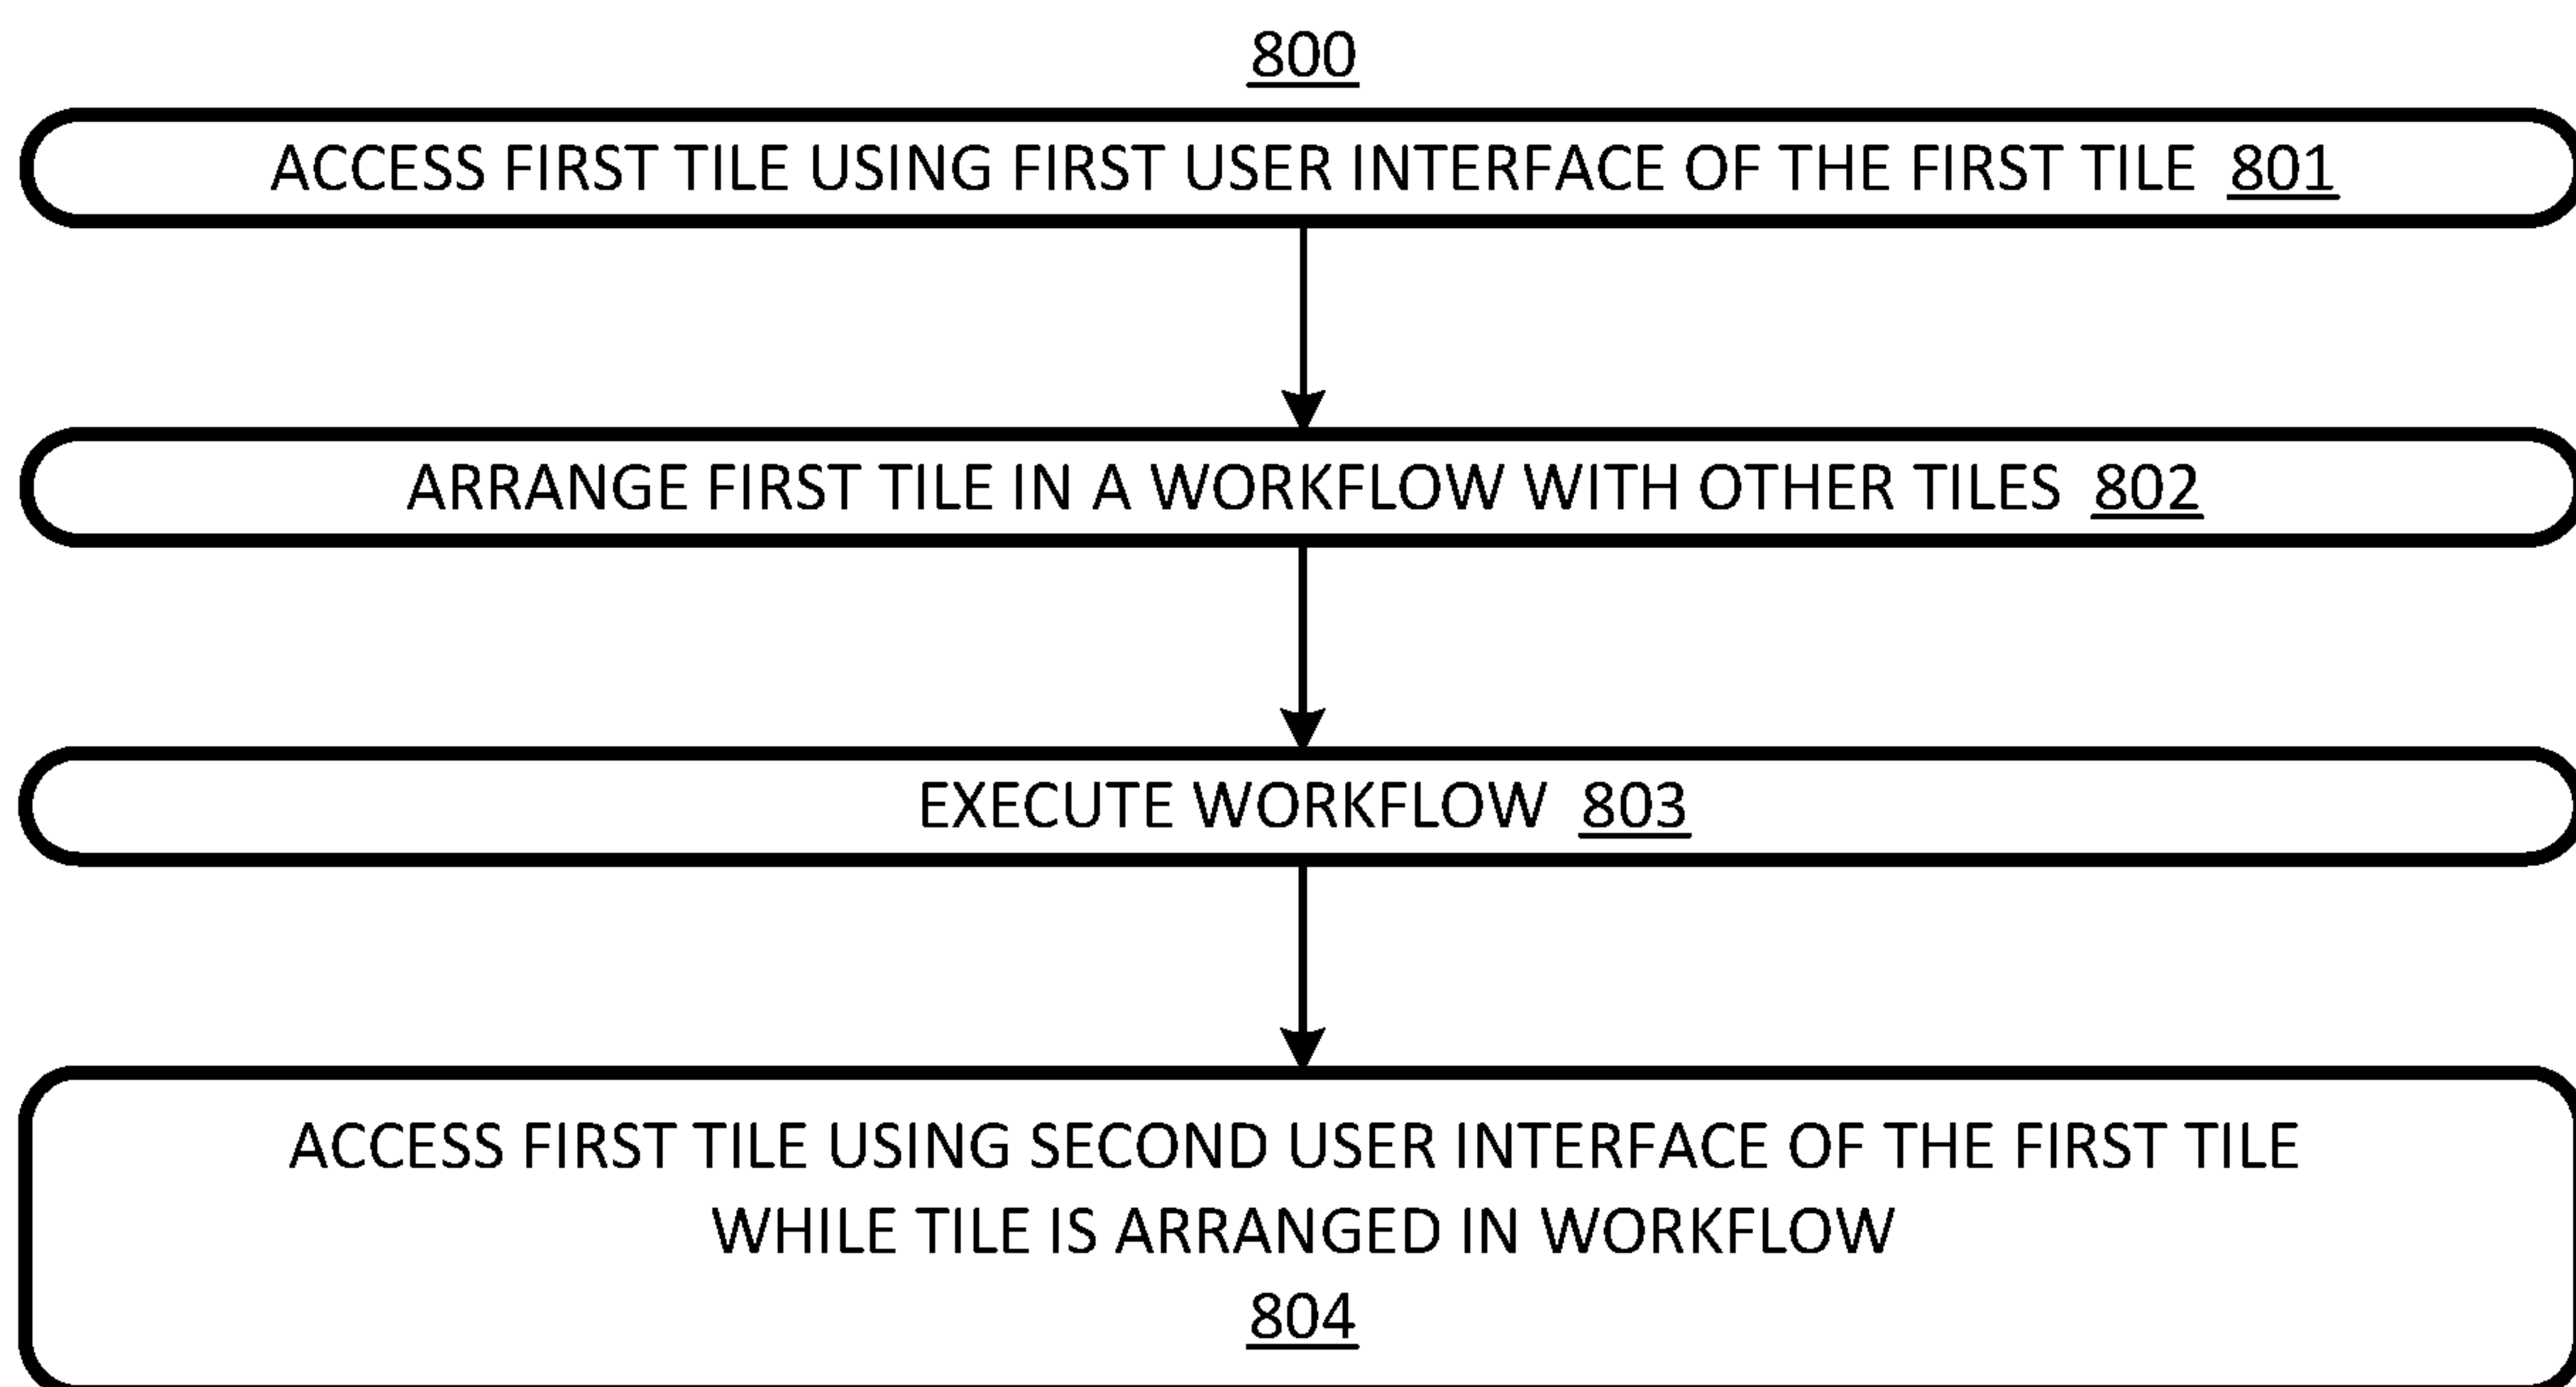 800
ACCESS FIRST TILE USING FIRST USER INTERFACE OF THE FIRST TILE 801
ARRANGE FIRST TILE IN A WORKFLOW WITH OTHER TILES 802
EXECUTE WORKFLOW 803
ACCESS FIRST TILE USING SECOND USER INTERFACE OF THE FIRST TILE
WHILE TILE IS ARRANGED IN WORKFLOW
804